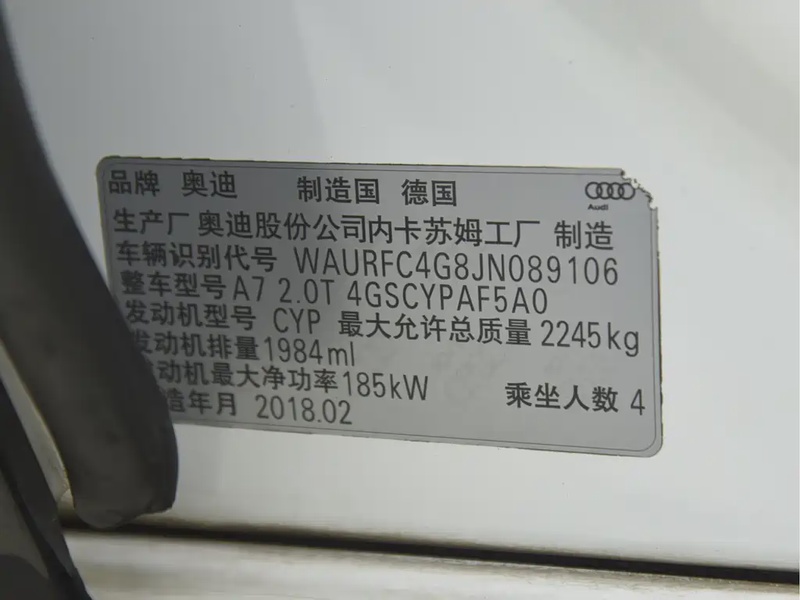 品牌 奥迪 制造国 德国
Audi
生产厂 奥迪股份公司内卡苏姆工厂 制造
车辆识别代号 WAURFC4G8JN089106
整车型号 A7 2.0T 4GSCYPAF5A0
发动机型号 CYP 最大允许总质量 2245kg
发动机排量 1984ml
发动机最大净功率 185kW 乘坐人数 4
造年月 2018.02